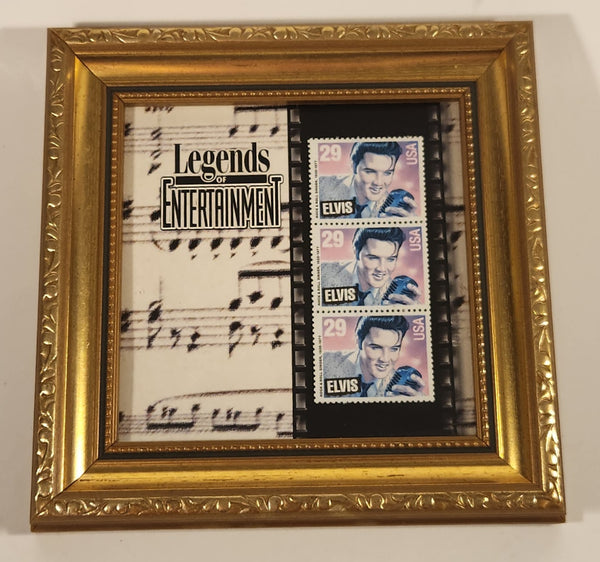 Legends
OF
ENTERTAINMENT
29
USA
ELVIS
29
USA
ELVIS
29
USA
ELVIS